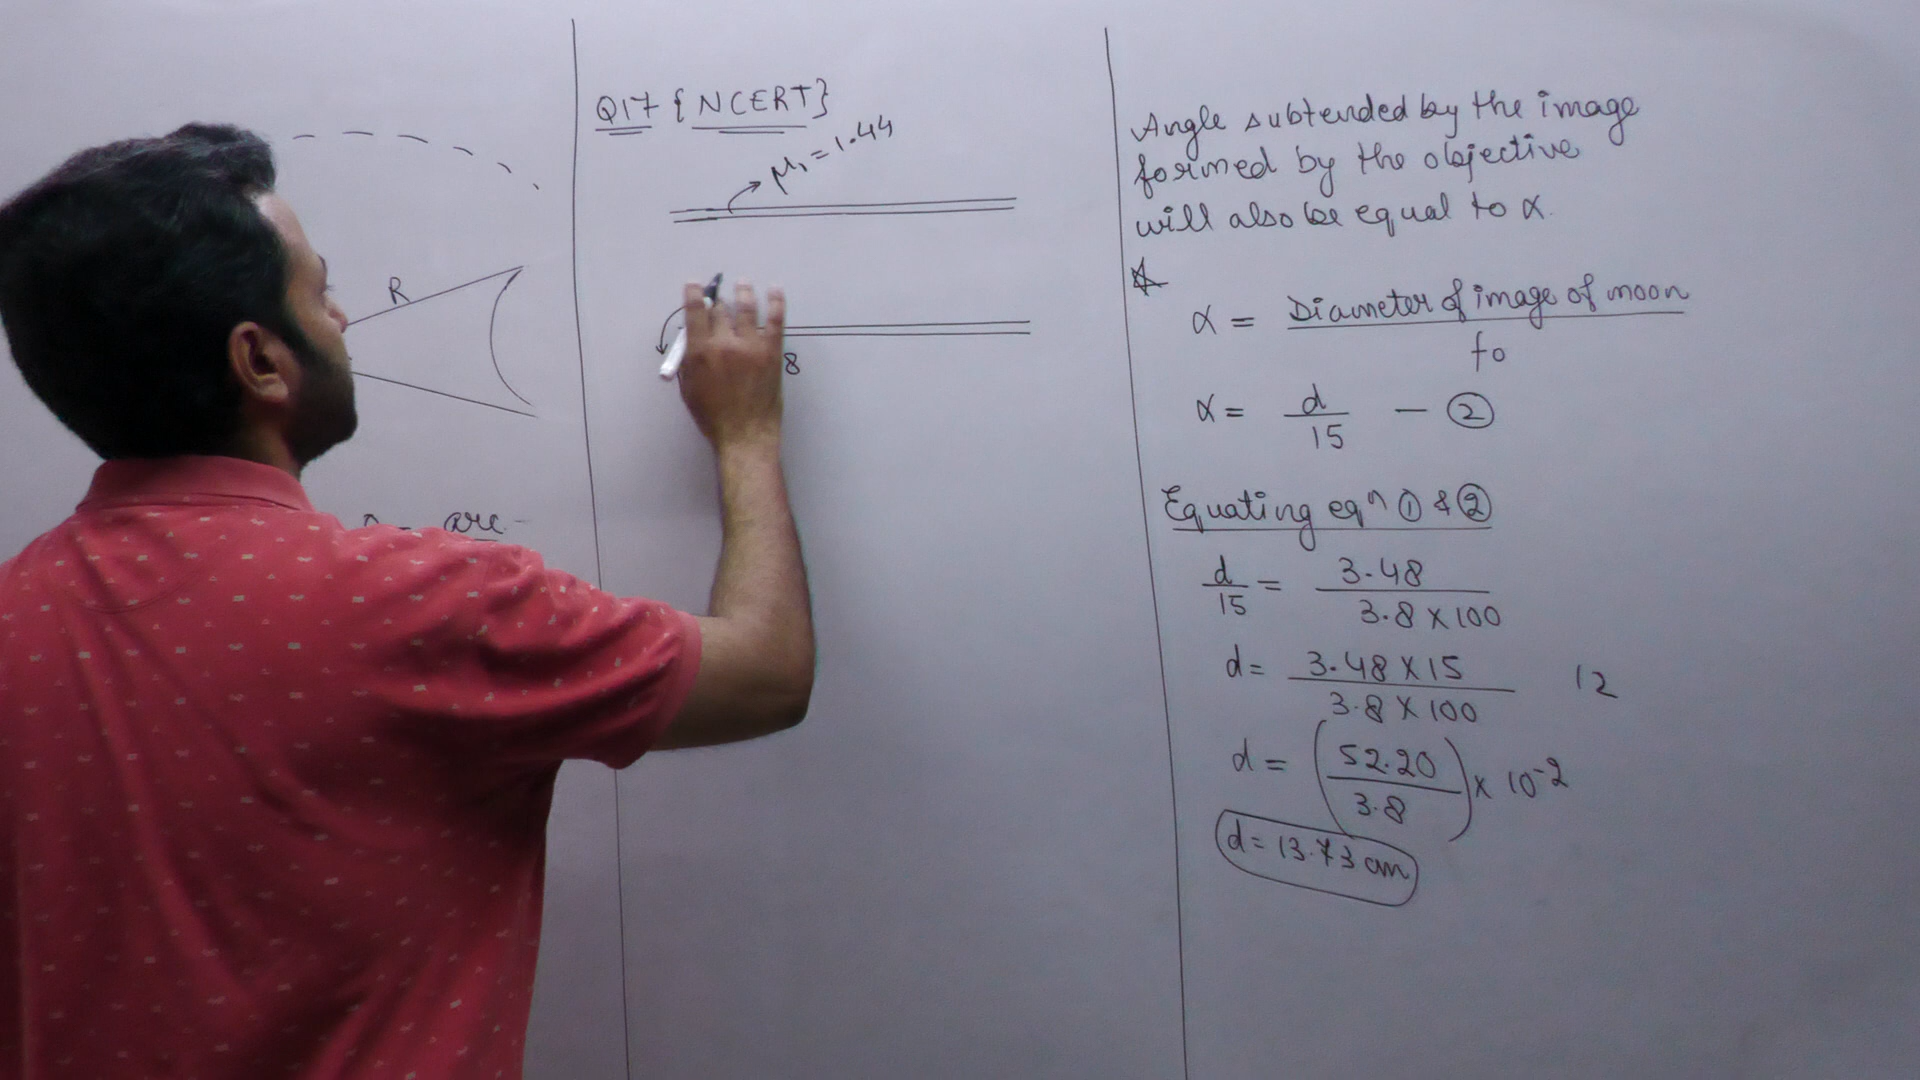 R
arc
Q17 {NCERT}
μ₁ = 1.44
8
Angle subtended by the image
formed by the objective
will also be equal to α.
α = Diameter of image of moon
fo
α = d/15 — ②
Equating eqⁿ ① & ②
d/15 = 3.48/3.8 × 100
d = 3.48 × 15/3.8 × 100
12
d = (52.20/3.8) × 10⁻²
d = 13.73 cm